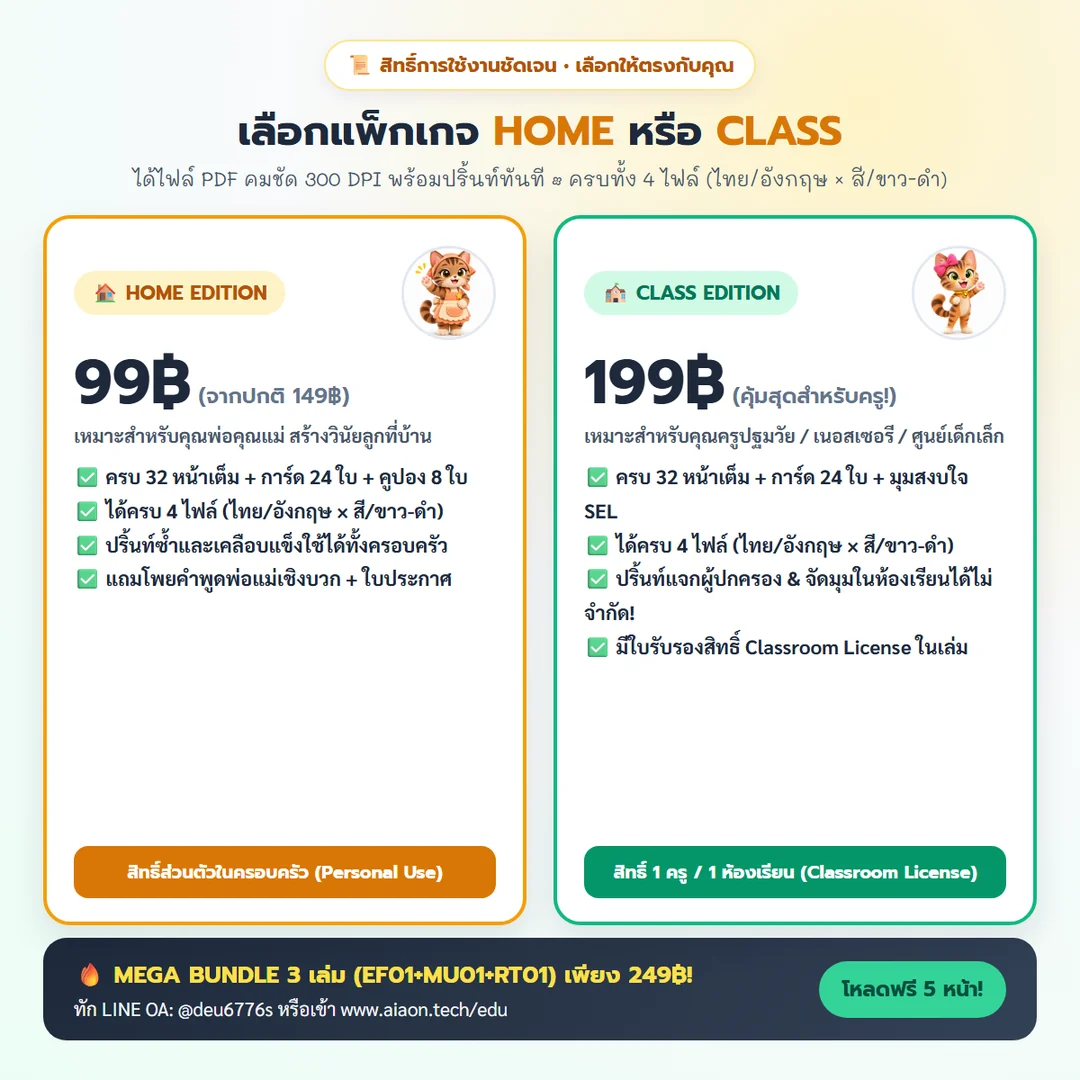 📜 สิทธิ์การใช้งานชัดเจน · เลือกให้ตรงกับคุณ
เลือกแพ็กเกจ HOME หรือ CLASS
ได้ไฟล์ PDF คมชัด 300 DPI พร้อมปริ้นท์ทันที ๏ ครบทั้ง 4 ไฟล์ (ไทย/อังกฤษ × สี/ขาว-ดำ)
🏠 HOME EDITION
99฿ (จากปกติ 149฿)
เหมาะสำหรับคุณพ่อคุณแม่ สร้างวินัยลูกที่บ้าน
✅ ครบ 32 หน้าเต็ม + การ์ด 24 ใบ + คูปอง 8 ใบ
✅ ได้ครบ 4 ไฟล์ (ไทย/อังกฤษ × สี/ขาว-ดำ)
✅ ปริ้นท์ซ้ำและเคลือบแข็งใช้ได้ทั้งครอบครัว
✅ แถมโพยคำพูดพ่อแม่เชิงบวก + ใบประกาศ
สิทธิ์ส่วนตัวในครอบครัว (Personal Use)
🏫 CLASS EDITION
199฿ (คุ้มสุดสำหรับครู!)
เหมาะสำหรับคุณครูปฐมวัย / เนอสเซอรี / ศูนย์เด็กเล็ก
✅ ครบ 32 หน้าเต็ม + การ์ด 24 ใบ + มุมสงบใจ
SEL
✅ ได้ครบ 4 ไฟล์ (ไทย/อังกฤษ × สี/ขาว-ดำ)
✅ ปริ้นท์แจกผู้ปกครอง & จัดมุมในห้องเรียนได้ไม่
จำกัด!
✅ มีใบรับรองสิทธิ์ Classroom License ในเล่ม
สิทธิ์ 1 ครู / 1 ห้องเรียน (Classroom License)
🔥 MEGA BUNDLE 3 เล่ม (EF01+MU01+RT01) เพียง 249฿!
ทัก LINE OA: @deu6776s หรือเข้า www.aiaon.tech/edu
โหลดฟรี 5 หน้า!